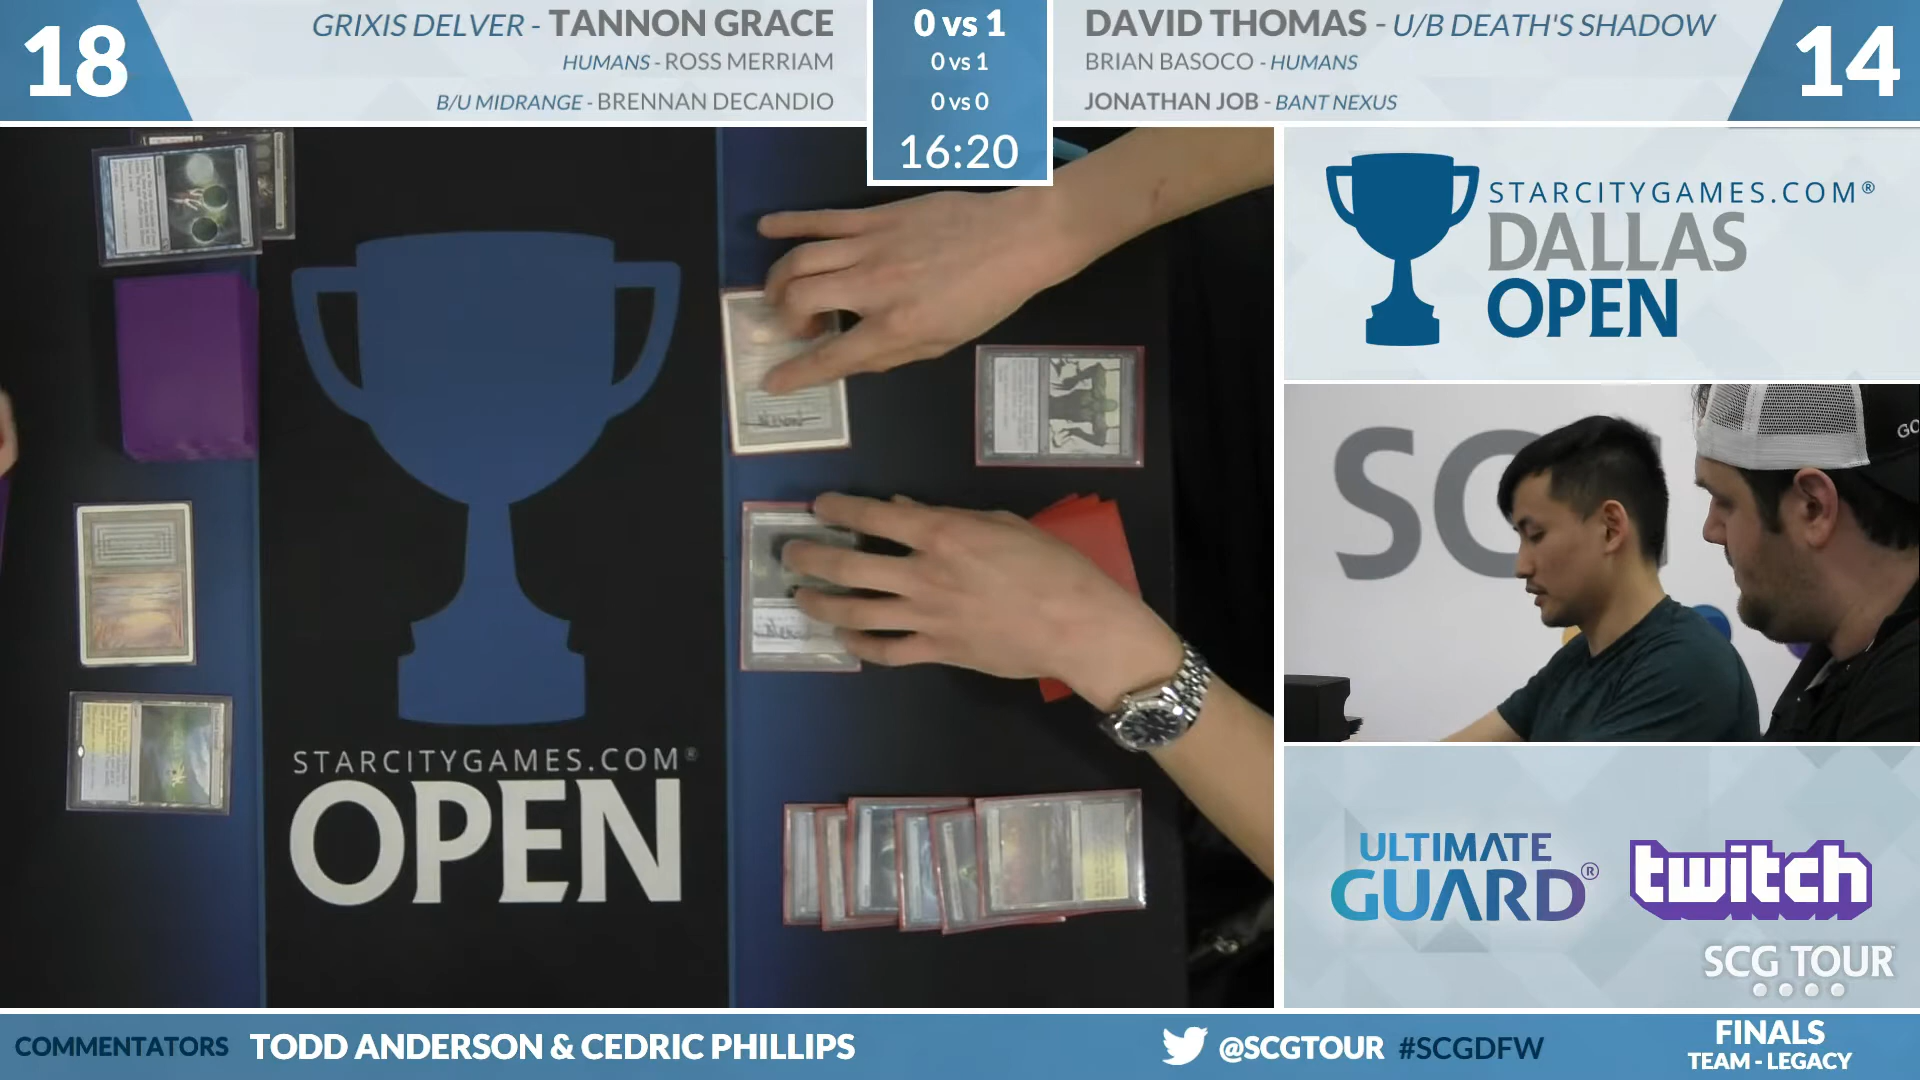 18
GRIXIS DELVER - TANNON GRACE
HUMANS - ROSS MERRIAM
B/U MIDRANGE - BRENNAN DECANDIO
0 vs 1
0 vs 1
0 vs 0
16:20
DAVID THOMAS - U/B DEATH'S SHADOW
BRIAN BASOCO - HUMANS
JONATHAN JOB - BANT NEXUS
14
STARCITYGAMES.COM®
DALLAS
OPEN
STARCITYGAMES.COM®
OPEN
SC
GO
ULTIMATE
GUARD®
twitch
SCG TOUR
COMMENTATORS TODD ANDERSON & CEDRIC PHILLIPS
@SCGTOUR #SCGDFW
FINALS
TEAM - LEGACY